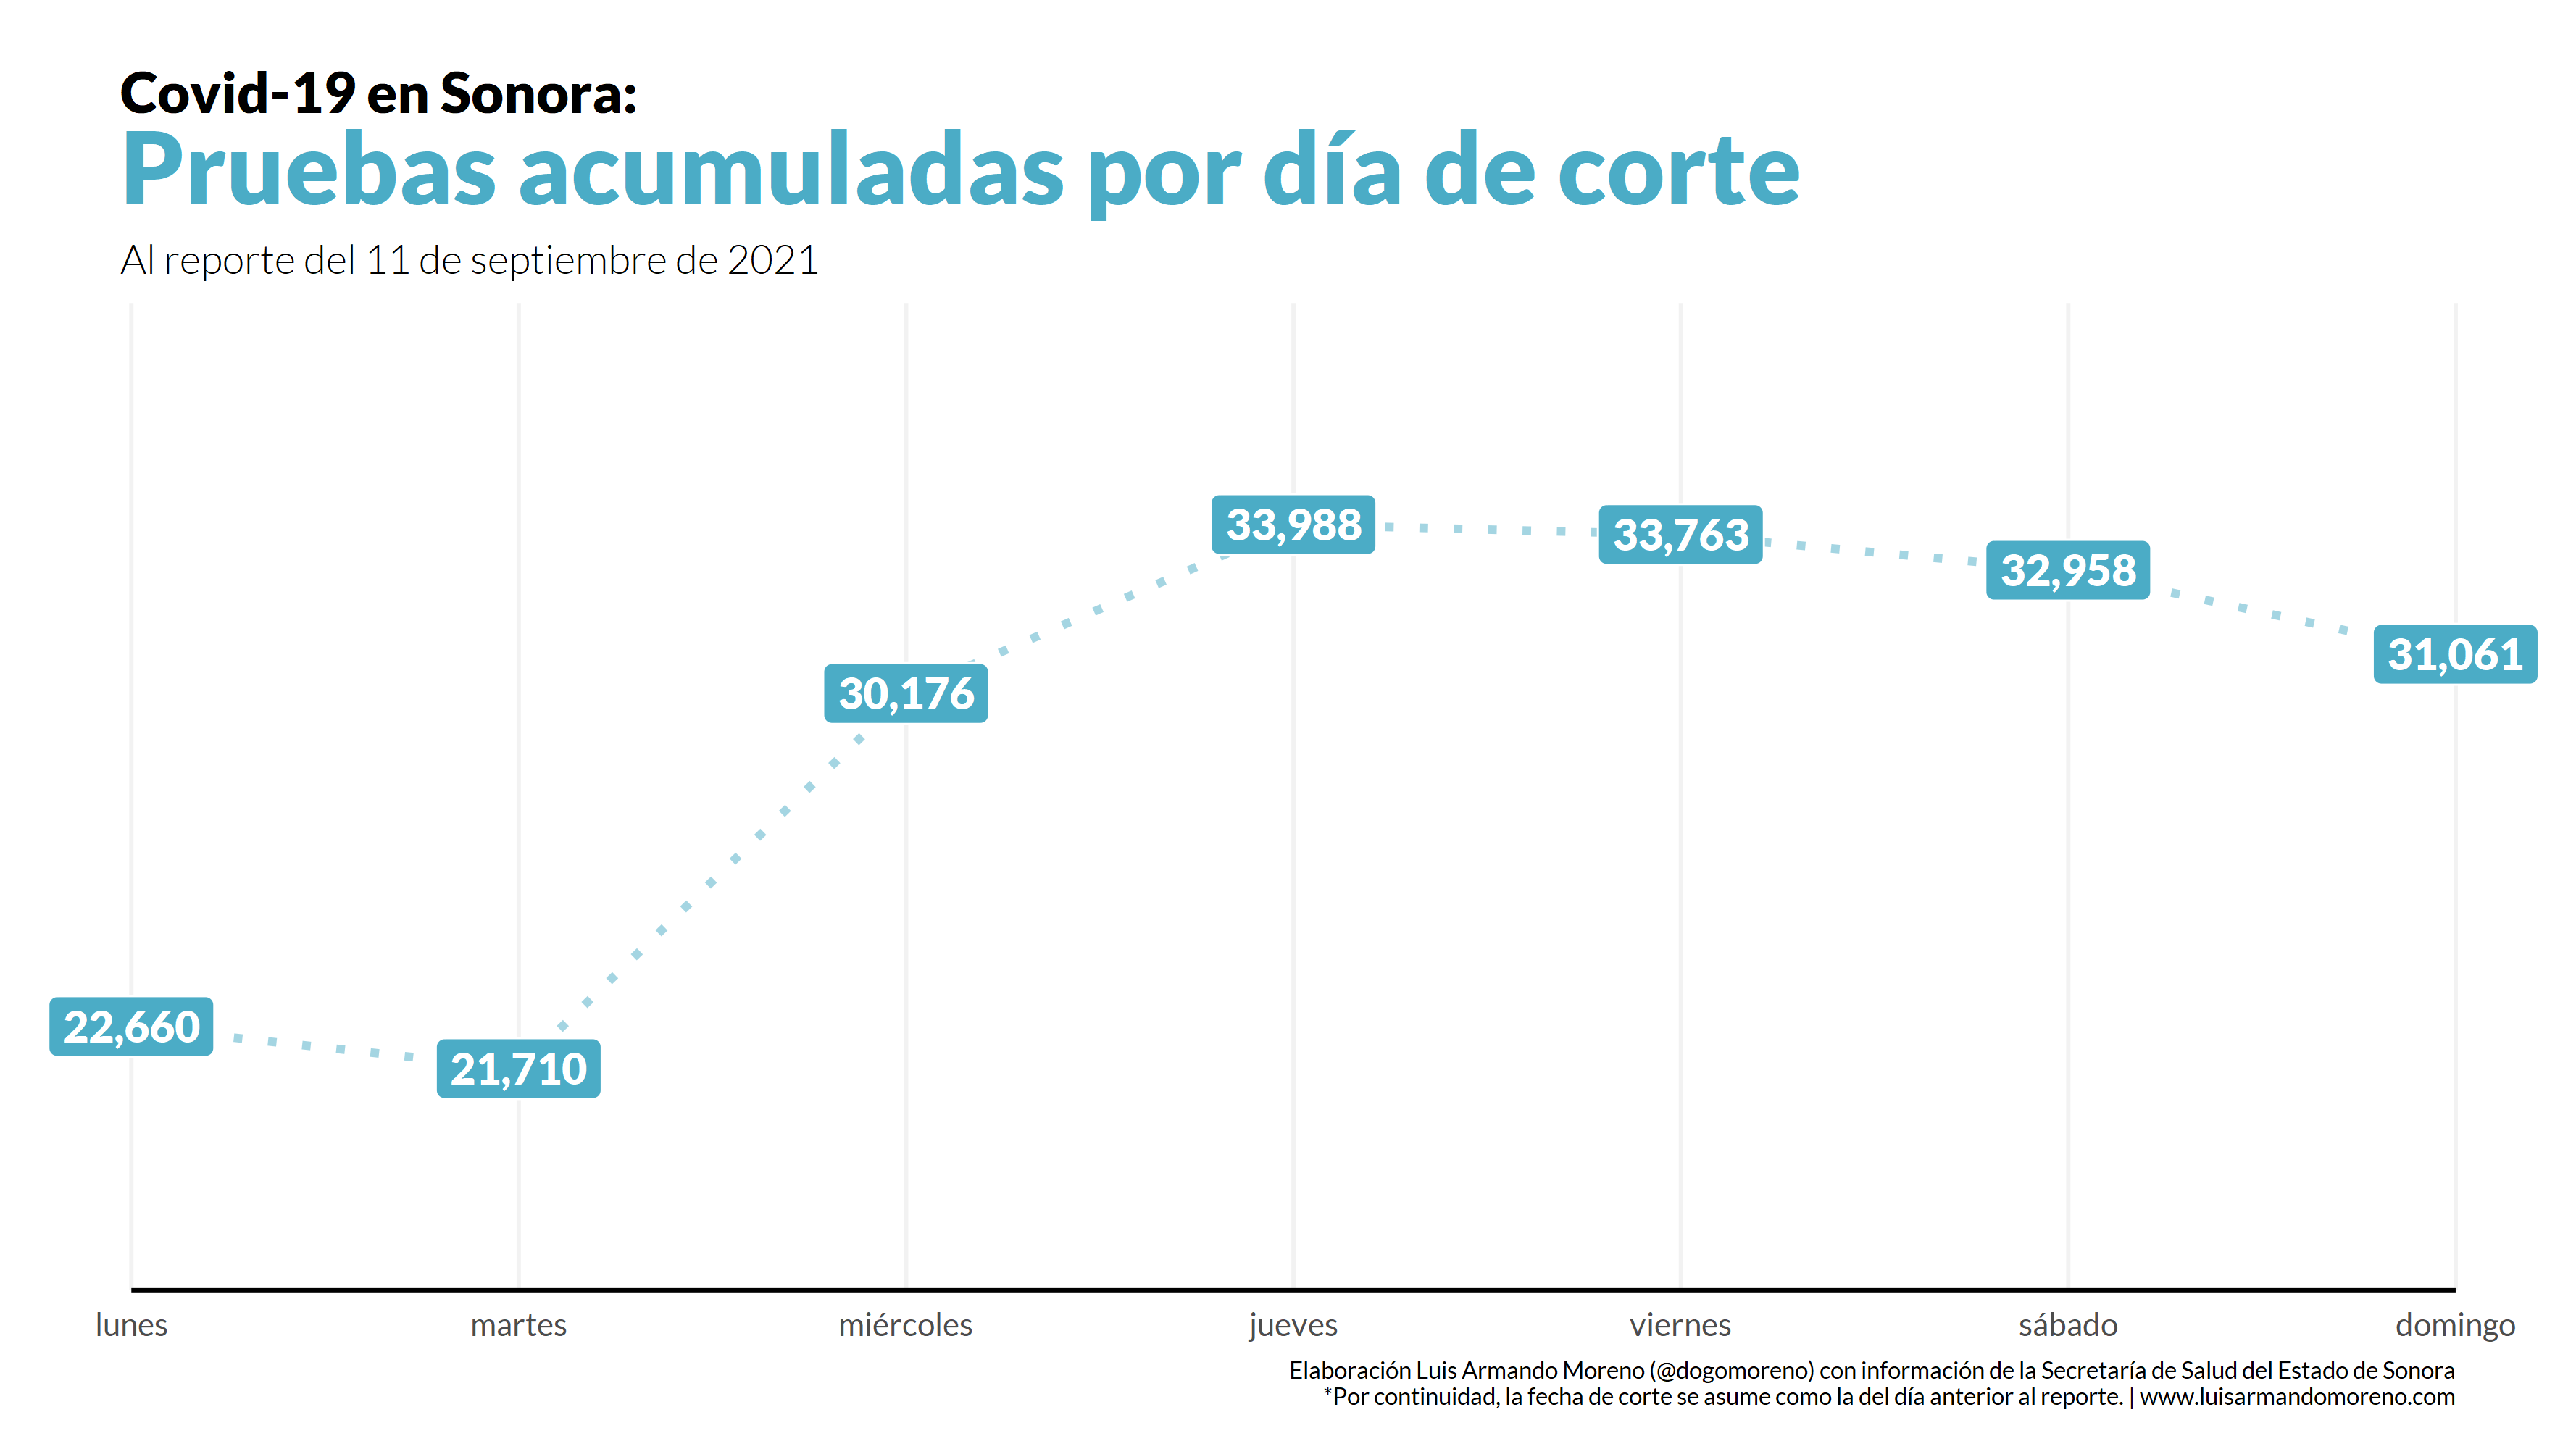 Covid-19 en Sonora:
Pruebas acumuladas por día de corte
Al reporte del 11 de septiembre de 2021
33,988
33,763
32,958
31,061
30,176
22,660
21,710
lunes martes miércoles jueves viernes sábado domingo
Elaboración Luis Armando Moreno (@dogomoreno) con información de la Secretaría de Salud del Estado de Sonora
*Por continuidad, la fecha de corte se asume como la del día anterior al reporte. | www.luisarmandomoreno.com